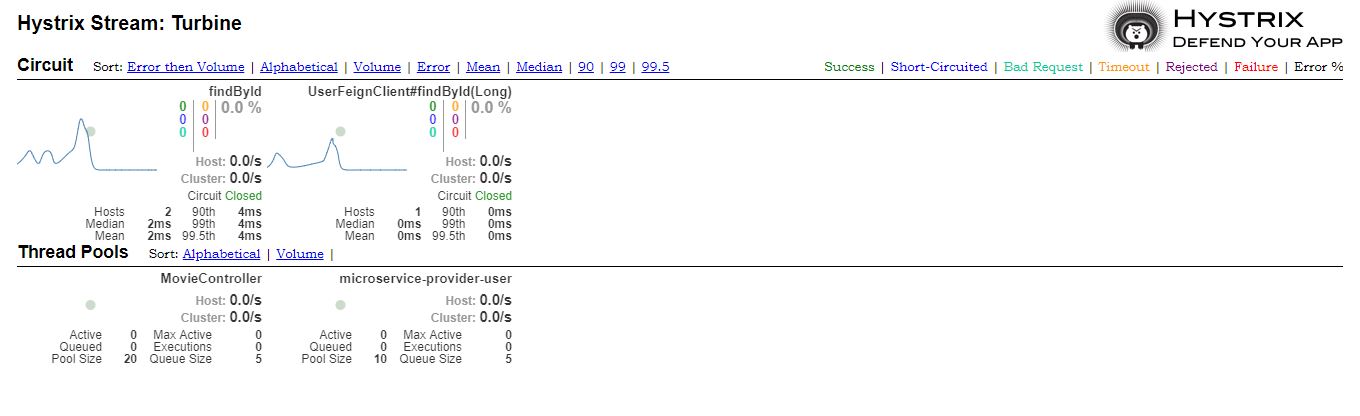 Hystrix Stream: Turbine
HYSTRIX
DEFEND YOUR APP
Circuit Sort: Error then Volume | Alphabetical | Volume | Error | Mean | Median | 90 | 99 | 99.5
Success | Short-Circuited | Bad Request | Timeout | Rejected | Failure | Error %
findById
0 0 0.0 %
0 0
0 0
Host: 0.0/s
Cluster: 0.0/s
Circuit Closed
Hosts 2 90th 4ms
Median 2ms 99th 4ms
Mean 2ms 99.5th 4ms
UserFeignClient#findById(Long)
0 0 0.0 %
0 0
0 0
Host: 0.0/s
Cluster: 0.0/s
Circuit Closed
Hosts 1 90th 0ms
Median 0ms 99th 0ms
Mean 0ms 99.5th 0ms
Thread Pools Sort: Alphabetical | Volume |
MovieController
Host: 0.0/s
Cluster: 0.0/s
Active 0 Max Active 0
Queued 0 Executions 0
Pool Size 20 Queue Size 5
microservice-provider-user
Host: 0.0/s
Cluster: 0.0/s
Active 0 Max Active 0
Queued 0 Executions 0
Pool Size 10 Queue Size 5